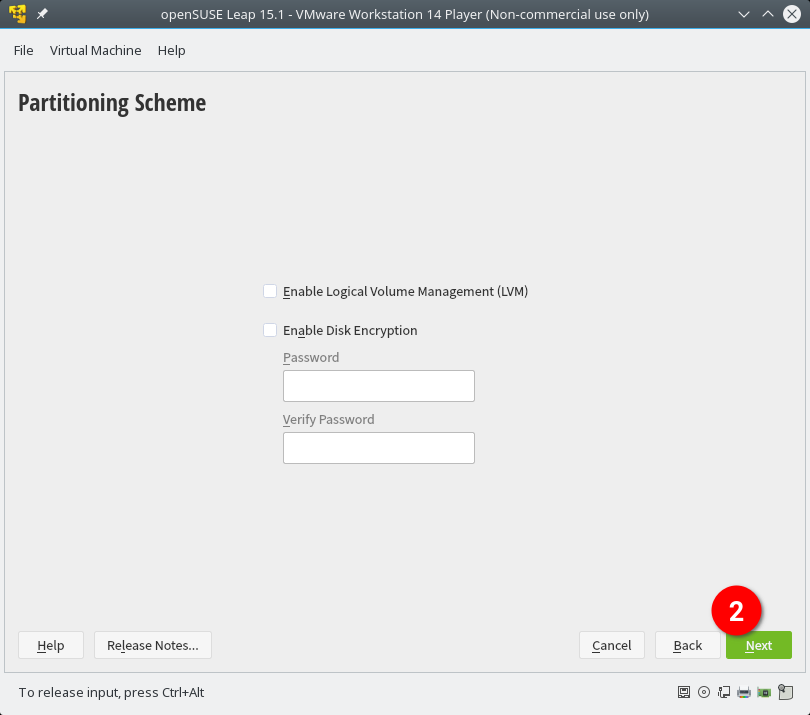 openSUSE Leap 15.1 - VMware Workstation 14 Player (Non-commercial use only)
File Virtual Machine Help
Partitioning Scheme
Enable Logical Volume Management (LVM)
Enable Disk Encryption
Password
Verify Password
2
Help Release Notes... Cancel Back Next
To release input, press Ctrl+Alt